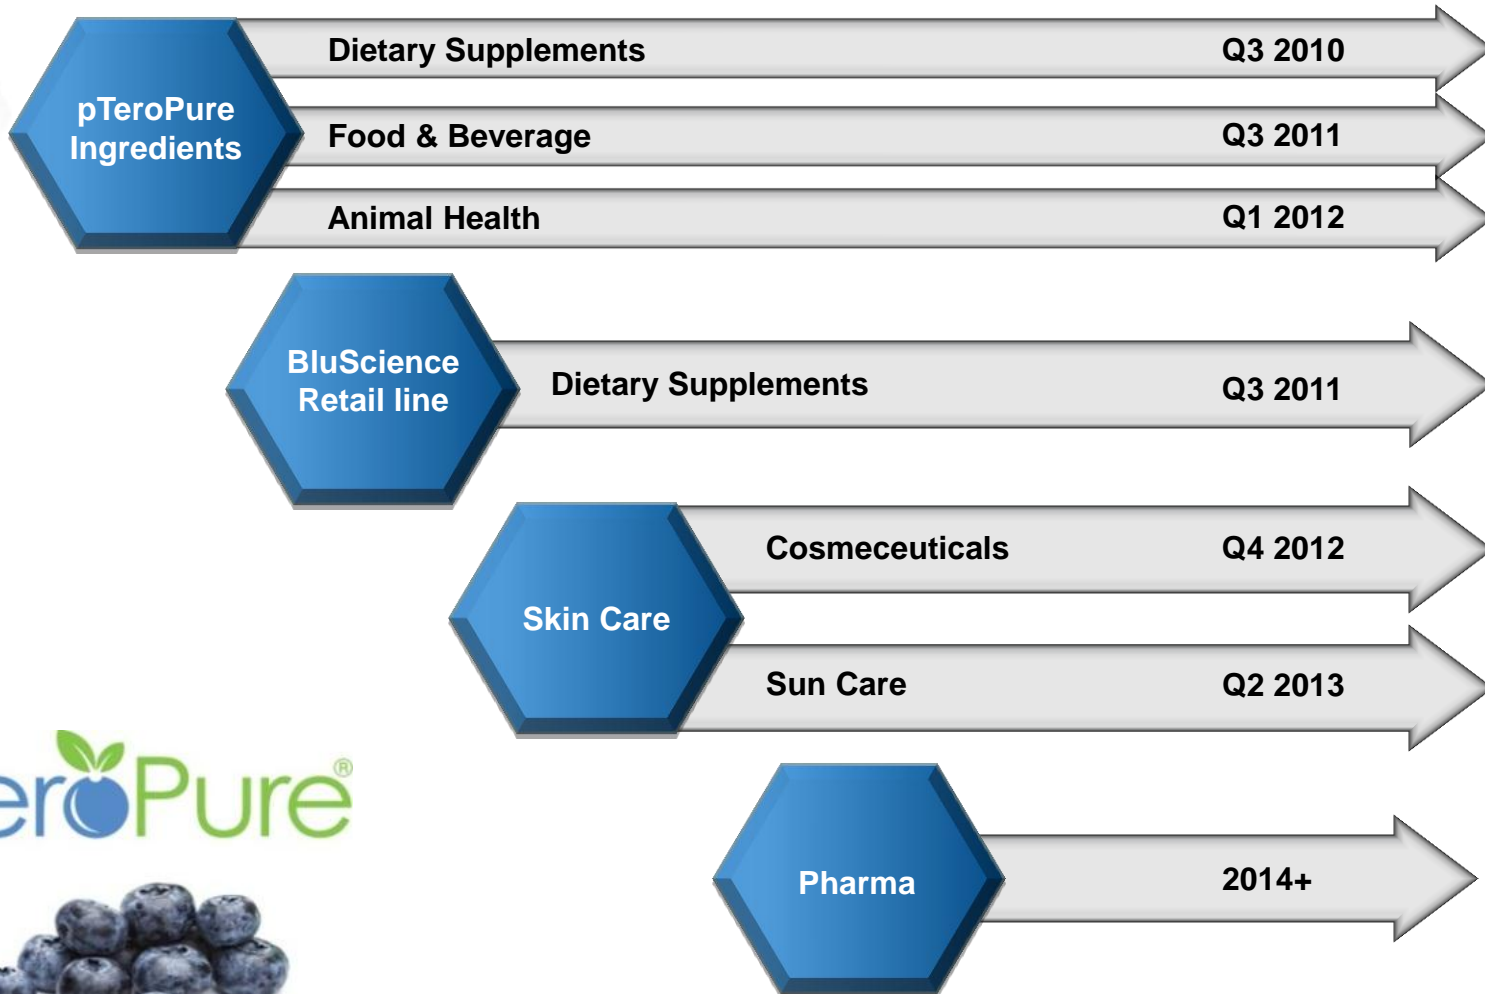 Dietary Supplements Q3 2010
pTeroPure
Ingredients
Food & Beverage Q3 2011
Animal Health Q1 2012
BluScience
Retail line
Dietary Supplements Q3 2011
Cosmeceuticals Q4 2012
Skin Care
Sun Care Q2 2013
eroPure®
Pharma
2014+